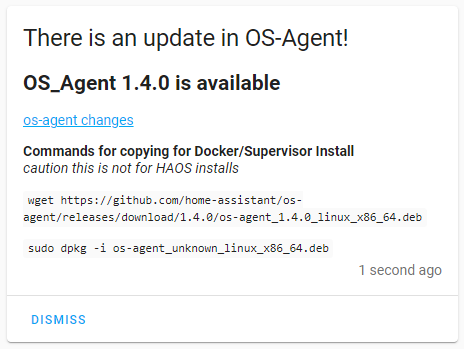 There is an update in OS-Agent!
OS_Agent 1.4.0 is available
os-agent changes
Commands for copying for Docker/Supervisor Install
caution this is not for HAOS installs
wget https://github.com/home-assistant/os-
agent/releases/download/1.4.0/os-agent_1.4.0_linux_x86_64.deb
sudo dpkg -i os-agent_unknown_linux_x86_64.deb
1 second ago
DISMISS